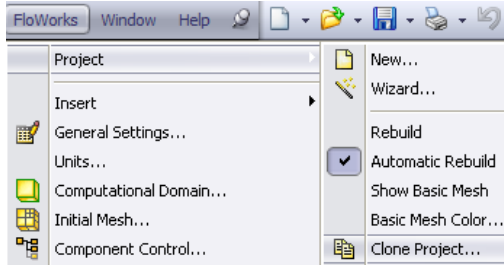 FloWorks Window Help
Project
Insert
General Settings...
Units...
Computational Domain...
Initial Mesh...
Component Control...
New...
Wizard...
Rebuild
Automatic Rebuild
Show Basic Mesh
Basic Mesh Color...
Clone Project...